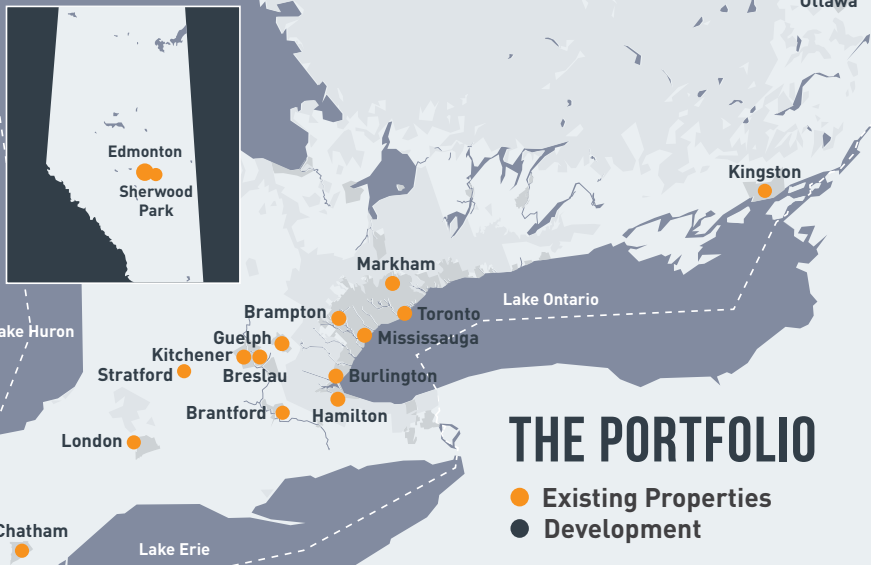 Ottawa
Edmonton
Sherwood
Park
Kingston
Markham
Lake Ontario
Brampton
Toronto
ake Huron
Guelph
Mississauga
Kitchener
Stratford
Breslau
Burlington
Brantford
Hamilton
London
THE PORTFOLIO
Existing Properties
Development
Chatham
Lake Erie